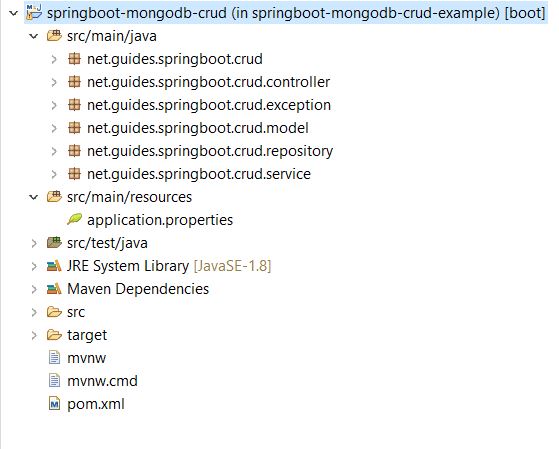 springboot-mongodb-crud (in springboot-mongodb-crud-example) [boot]
src/main/java
net.guides.springboot.crud
net.guides.springboot.crud.controller
net.guides.springboot.crud.exception
net.guides.springboot.crud.model
net.guides.springboot.crud.repository
net.guides.springboot.crud.service
src/main/resources
application.properties
src/test/java
JRE System Library [JavaSE-1.8]
Maven Dependencies
src
target
mvnw
mvnw.cmd
pom.xml